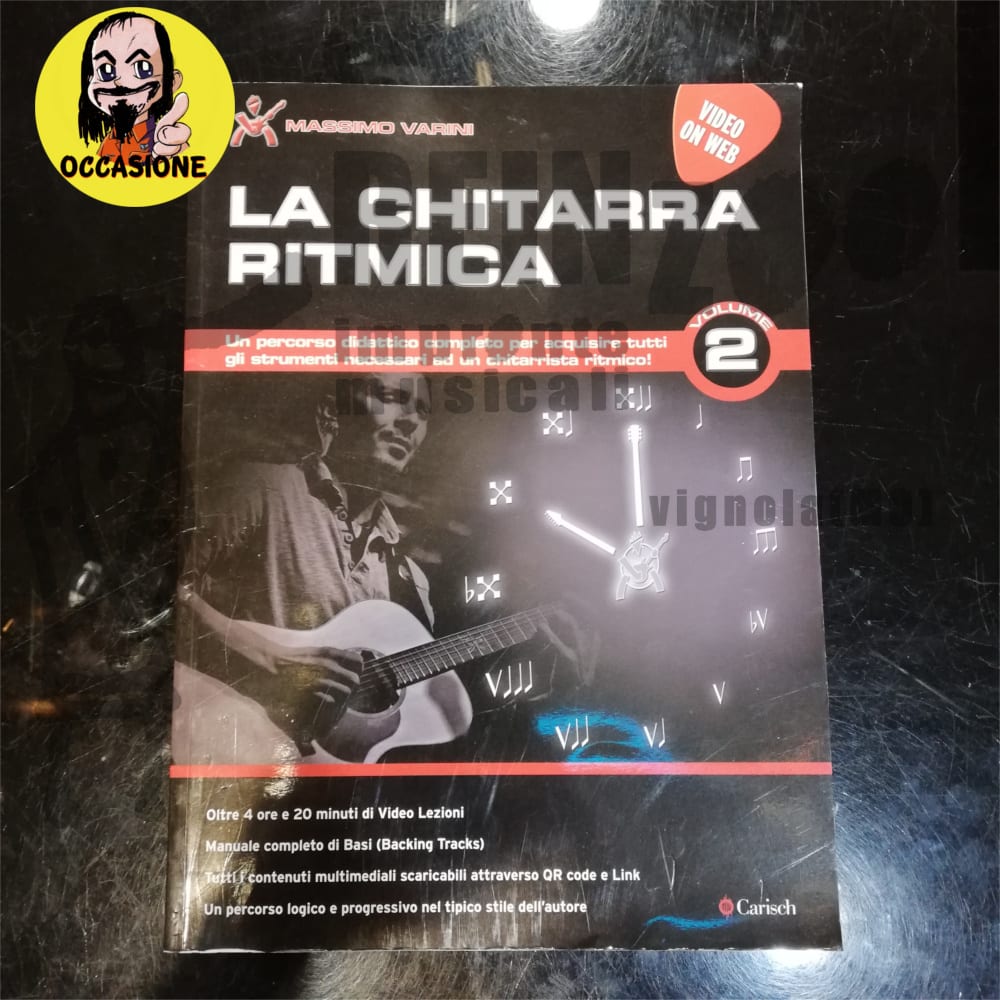 OCCASIONE
MASSIMO VARINI
VIDEO
ON WEB
LA CHITARRA
RITMICA
VOLUME
2
Un percorso didattico completo per acquisire tutti
gli strumenti necessari ad un chitarrista ritmico!
imprente
musicali
Oltre 4 ore e 20 minuti di Video Lezioni
Manuale completo di Basi (Backing Tracks)
Tutti i contenuti multimediali scaricabili attraverso QR code e Link
Un percorso logico e progressivo nel tipico stile dell'autore
Carisch